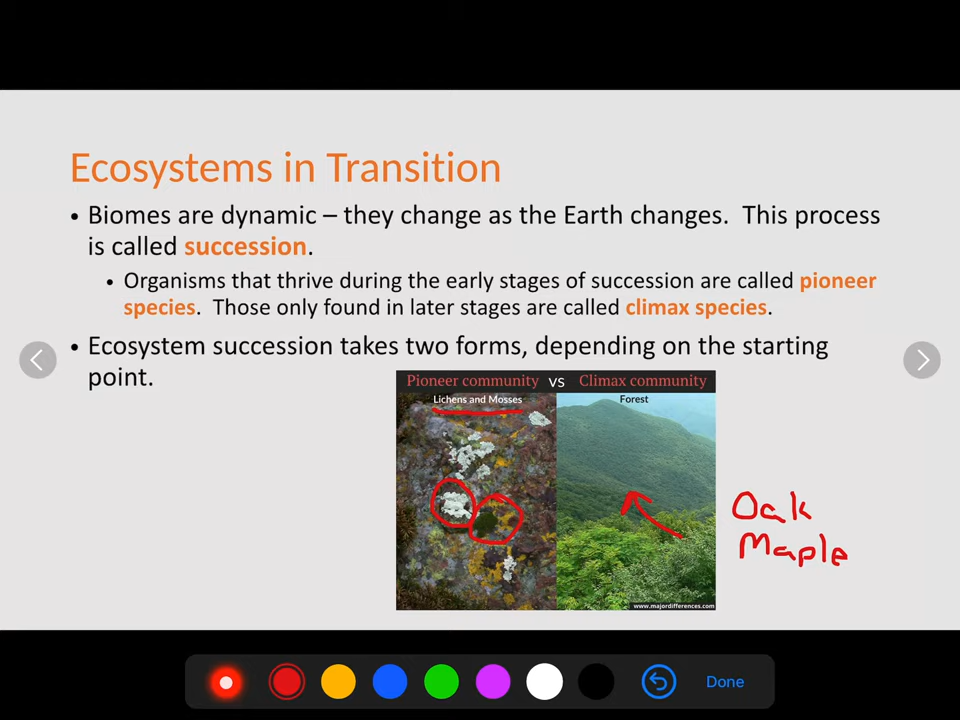 Ecosystems in Transition
• Biomes are dynamic – they change as the Earth changes. This process
is called succession.
• Organisms that thrive during the early stages of succession are called pioneer
species. Those only found in later stages are called climax species.
• Ecosystem succession takes two forms, depending on the starting
point.
Pioneer community vs Climax community
Lichens and Mosses Forest
Oak
Maple
www.majordifferences.com
Done